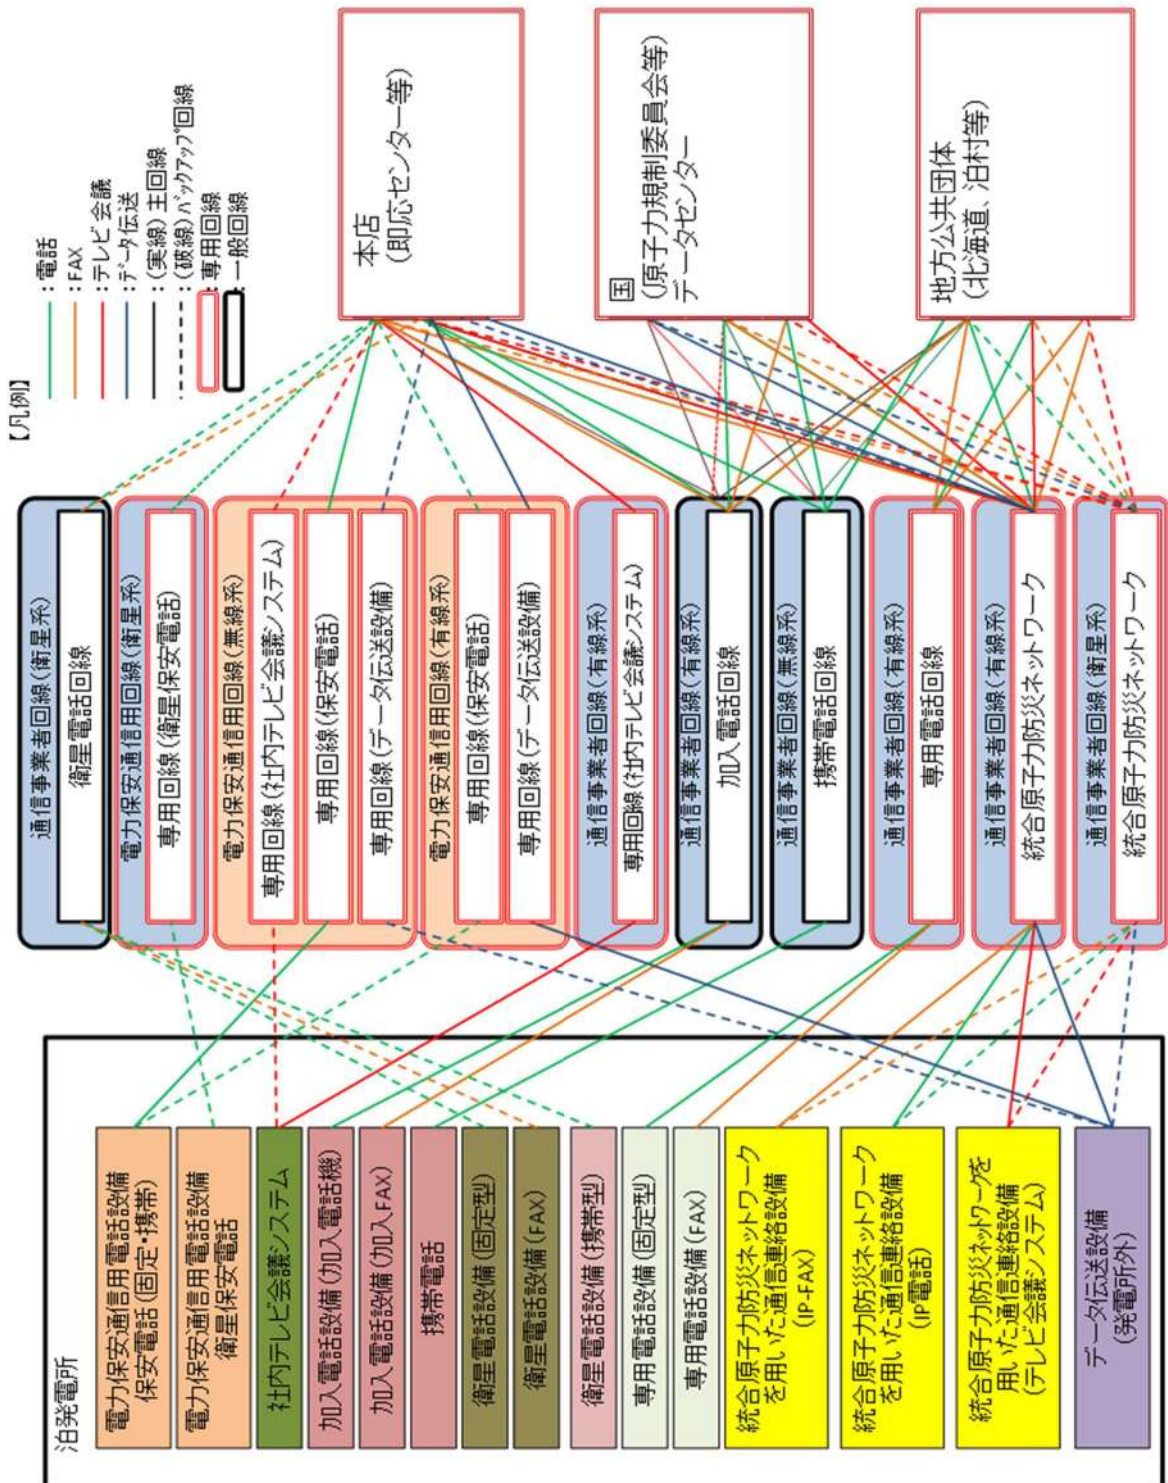 【凡例】
：電話
：FAX
：テレビ会議
：データ伝送
：(実線)主回線
：(破線)バックアップ回線
：専用回線
：一般回線
泊発電所
電力保安通信用電話設備
保安電話(固定・携帯)
電力保安通信用電話設備
衛星保安電話
社内テレビ会議システム
加入電話設備(加入電話機)
加入電話設備(加入FAX)
携帯電話
衛星電話設備(固定型)
衛星電話設備(FAX)
衛星電話設備(携帯型)
専用電話設備(固定型)
専用電話設備(FAX)
統合原子力防災ネットワーク
を用いた通信連絡設備
(IP-FAX)
統合原子力防災ネットワーク
を用いた通信連絡設備
(IP電話)
統合原子力防災ネットワークを
用いた通信連絡設備
(テレビ会議システム)
データ伝送設備
(発電所外)
通信事業者回線(衛星系)
衛星電話回線
電力保安通信用回線(衛星系)
専用回線(衛星保安電話)
電力保安通信用回線(無線系)
専用回線(社内テレビ会議システム)
専用回線(保安電話)
専用回線(データ伝送設備)
電力保安通信用回線(有線系)
専用回線(保安電話)
専用回線(データ伝送設備)
通信事業者回線(有線系)
専用回線(社内テレビ会議システム)
通信事業者回線(有線系)
加入電話回線
通信事業者回線(無線系)
携帯電話回線
通信事業者回線(有線系)
専用電話回線
通信事業者回線(有線系)
統合原子力防災ネットワーク
通信事業者回線(衛星系)
統合原子力防災ネットワーク
本店
(即応センター等)
国
(原子力規制委員会等)
データセンター
地方公共団体
(北海道、泊村等)